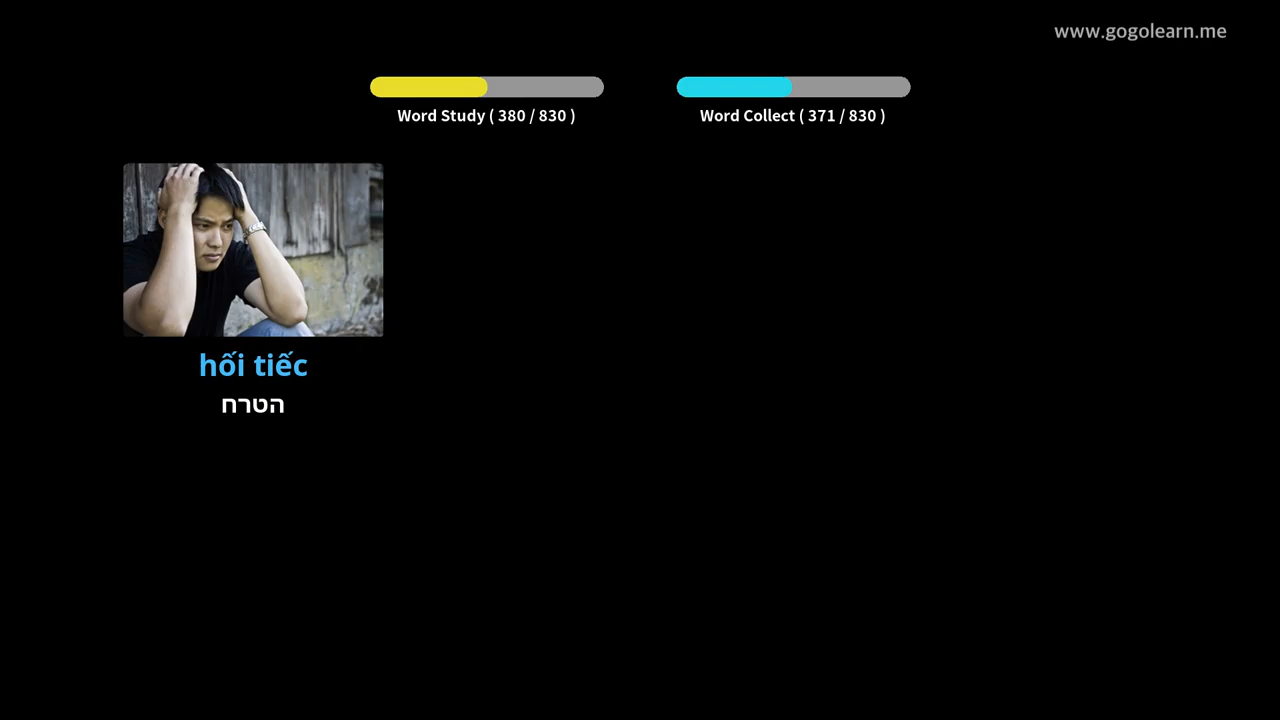 www.gogolearn.me
Word Study ( 380 / 830 )
Word Collect ( 371 / 830 )
hối tiếc
הטרח